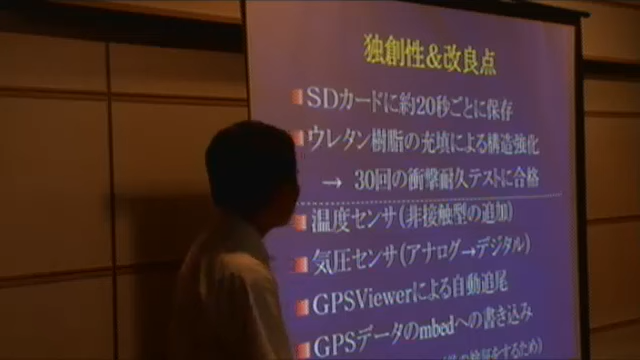 独創性&改良点
SDカードに約20秒ごとに保存
ウレタン樹脂の充填による構造強化
→ 30回の衝撃耐久テストに合格
温度センサ(非接触型の追加)
気圧センサ(アナログ→デジタル)
GPSViewerによる自動追尾
GPSデータのmbedへの書き込み
をするため)